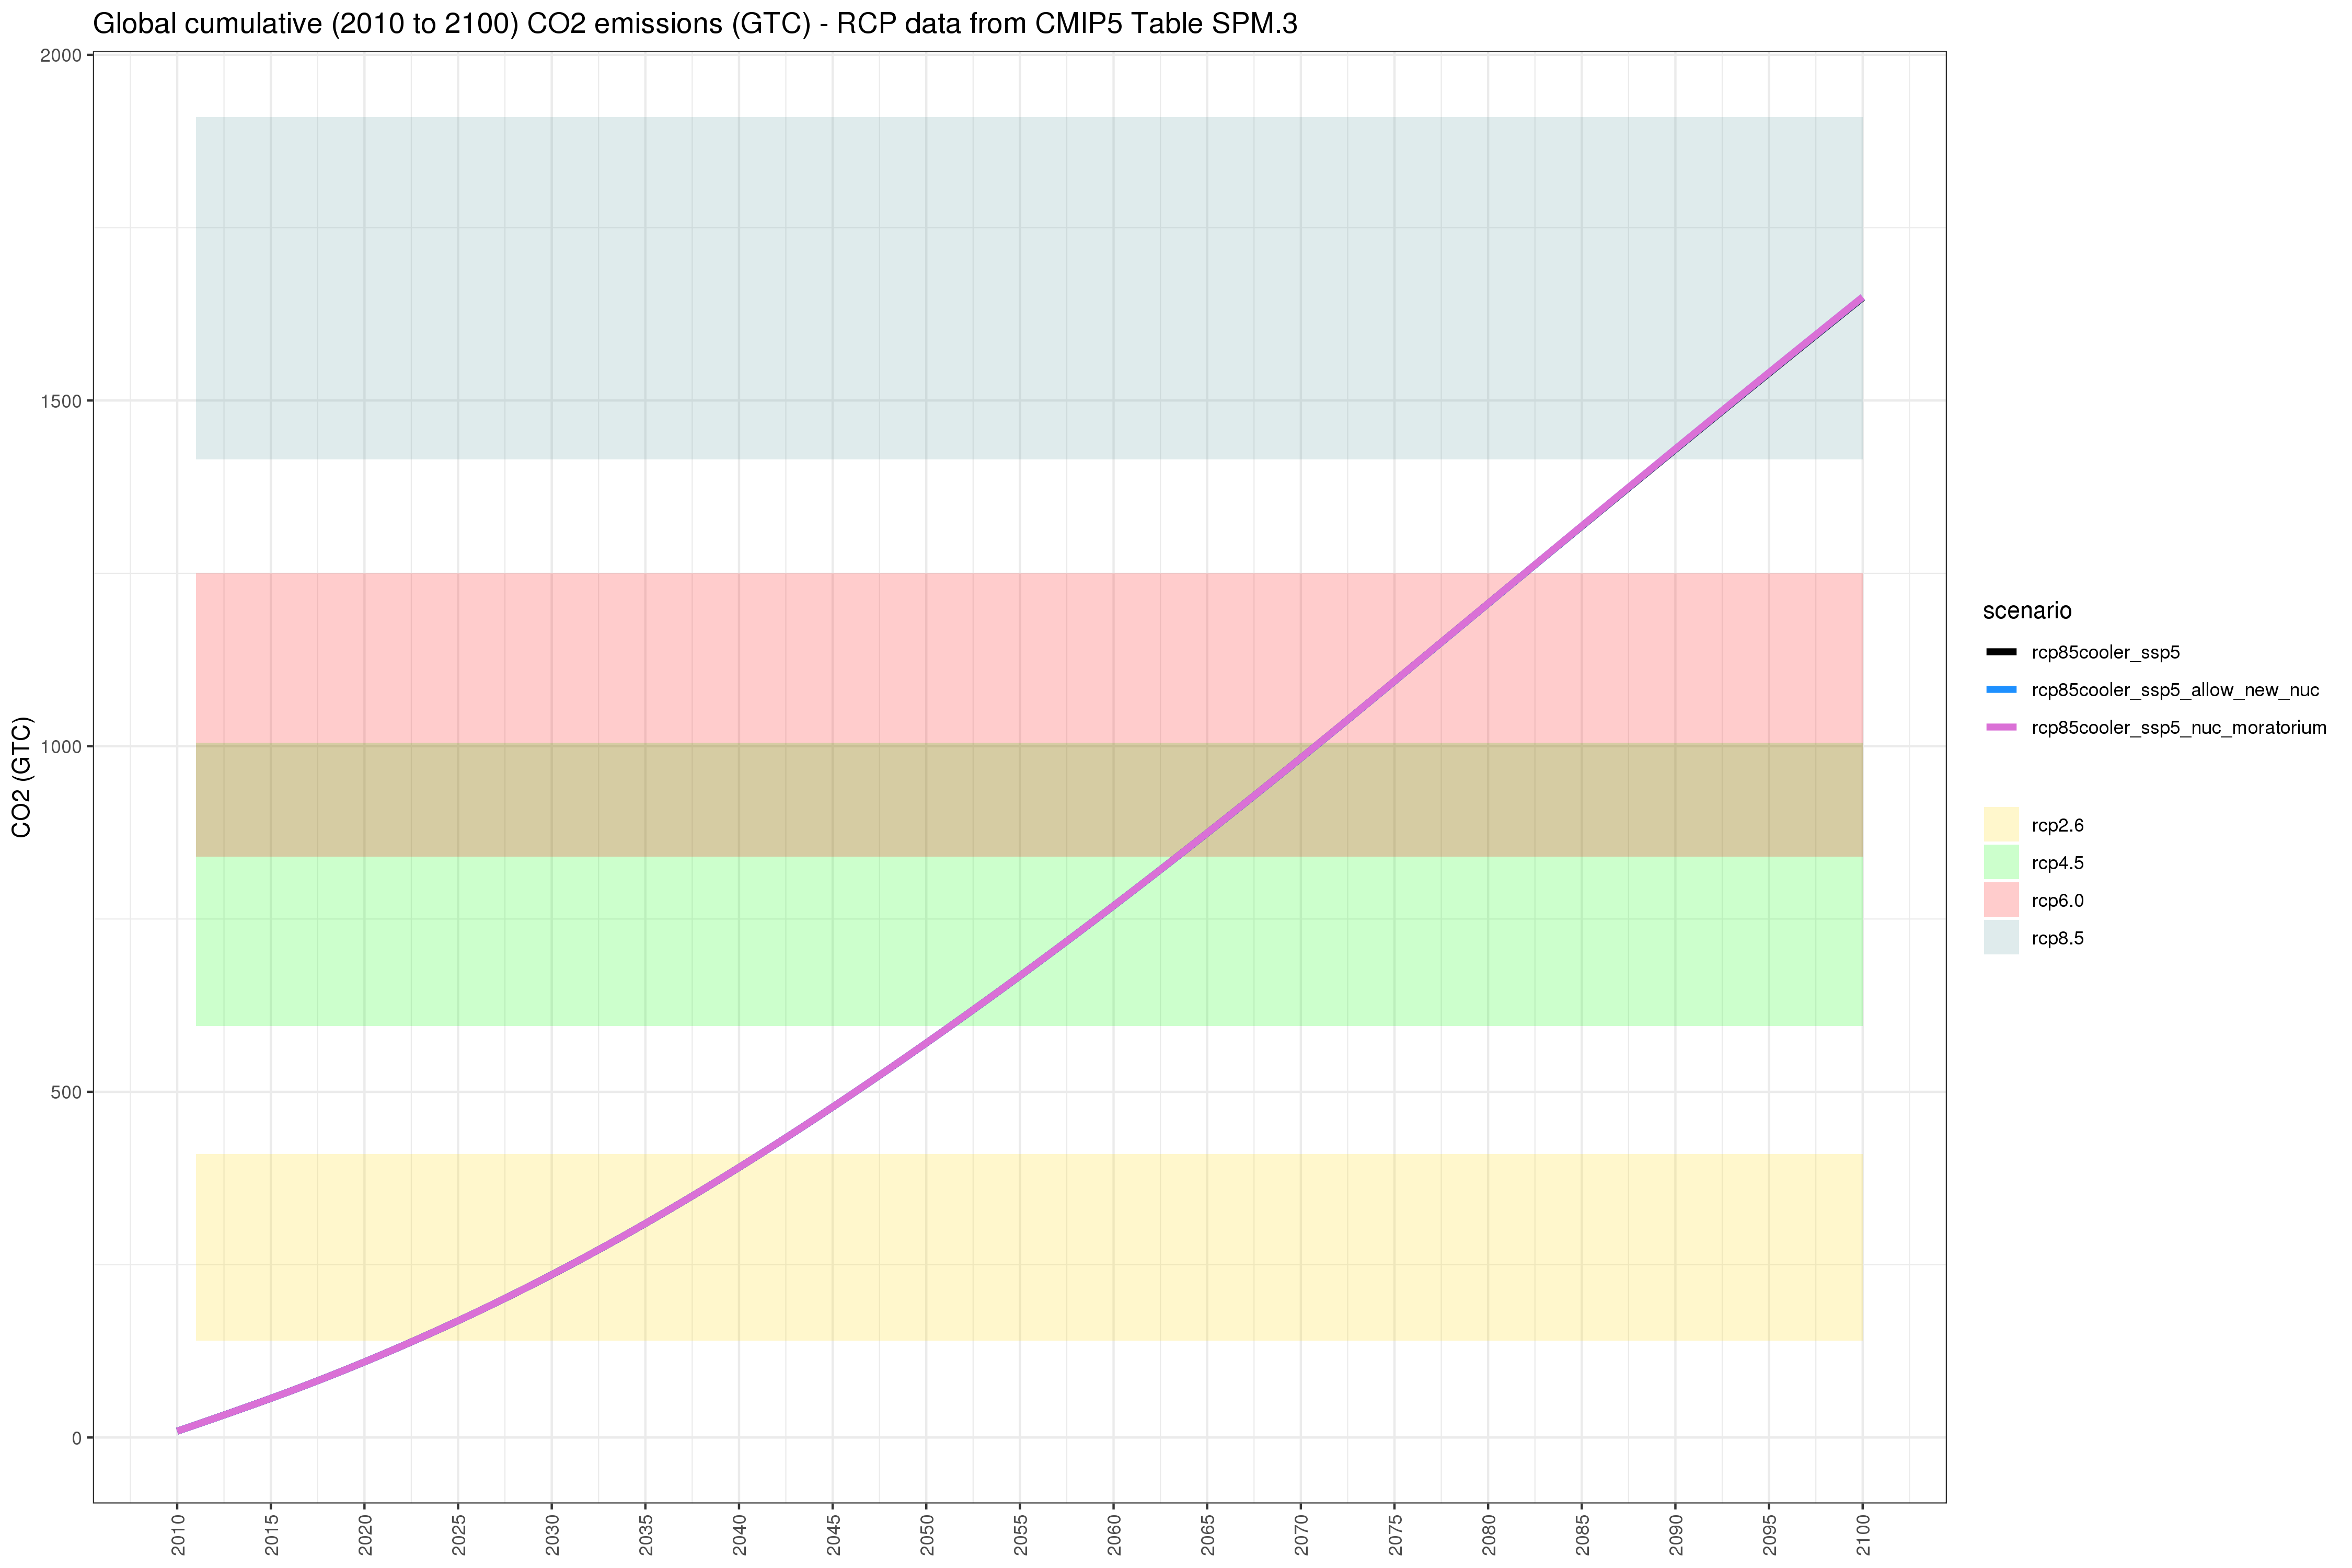 Global cumulative (2010 to 2100) CO2 emissions (GTC) - RCP data from CMIP5 Table SPM.3
CO2 (GTC)
2000
1500
1000
500
0
2010
2015
2020
2025
2030
2035
2040
2045
2050
2055
2060
2065
2070
2075
2080
2085
2090
2095
2100
scenario
rcp85cooler_ssp5
rcp85cooler_ssp5_allow_new_nuc
rcp85cooler_ssp5_nuc_moratorium
rcp2.6
rcp4.5
rcp6.0
rcp8.5